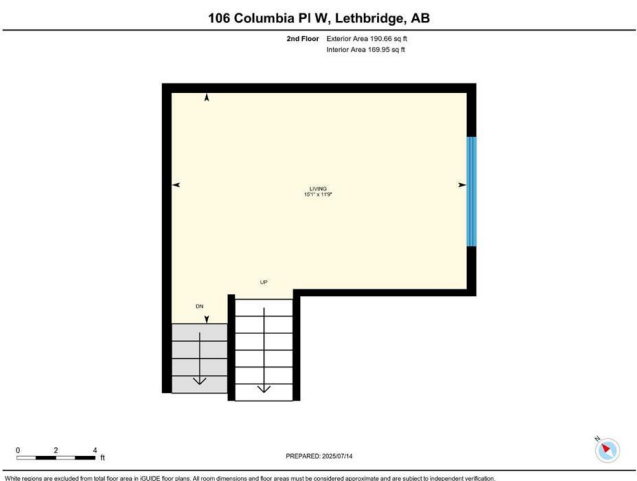 106 Columbia Pl W, Lethbridge, AB
2nd Floor Exterior Area 190.66 sq ft
Interior Area 169.95 sq ft
LIVING
15'1" x 11'9"
UP
DN
0 2 4
ft
PREPARED: 2025/07/14
N
White regions are excluded from total floor area in iGUIDE floor plans. All room dimensions and floor areas must be considered approximate and are subject to independent verification.